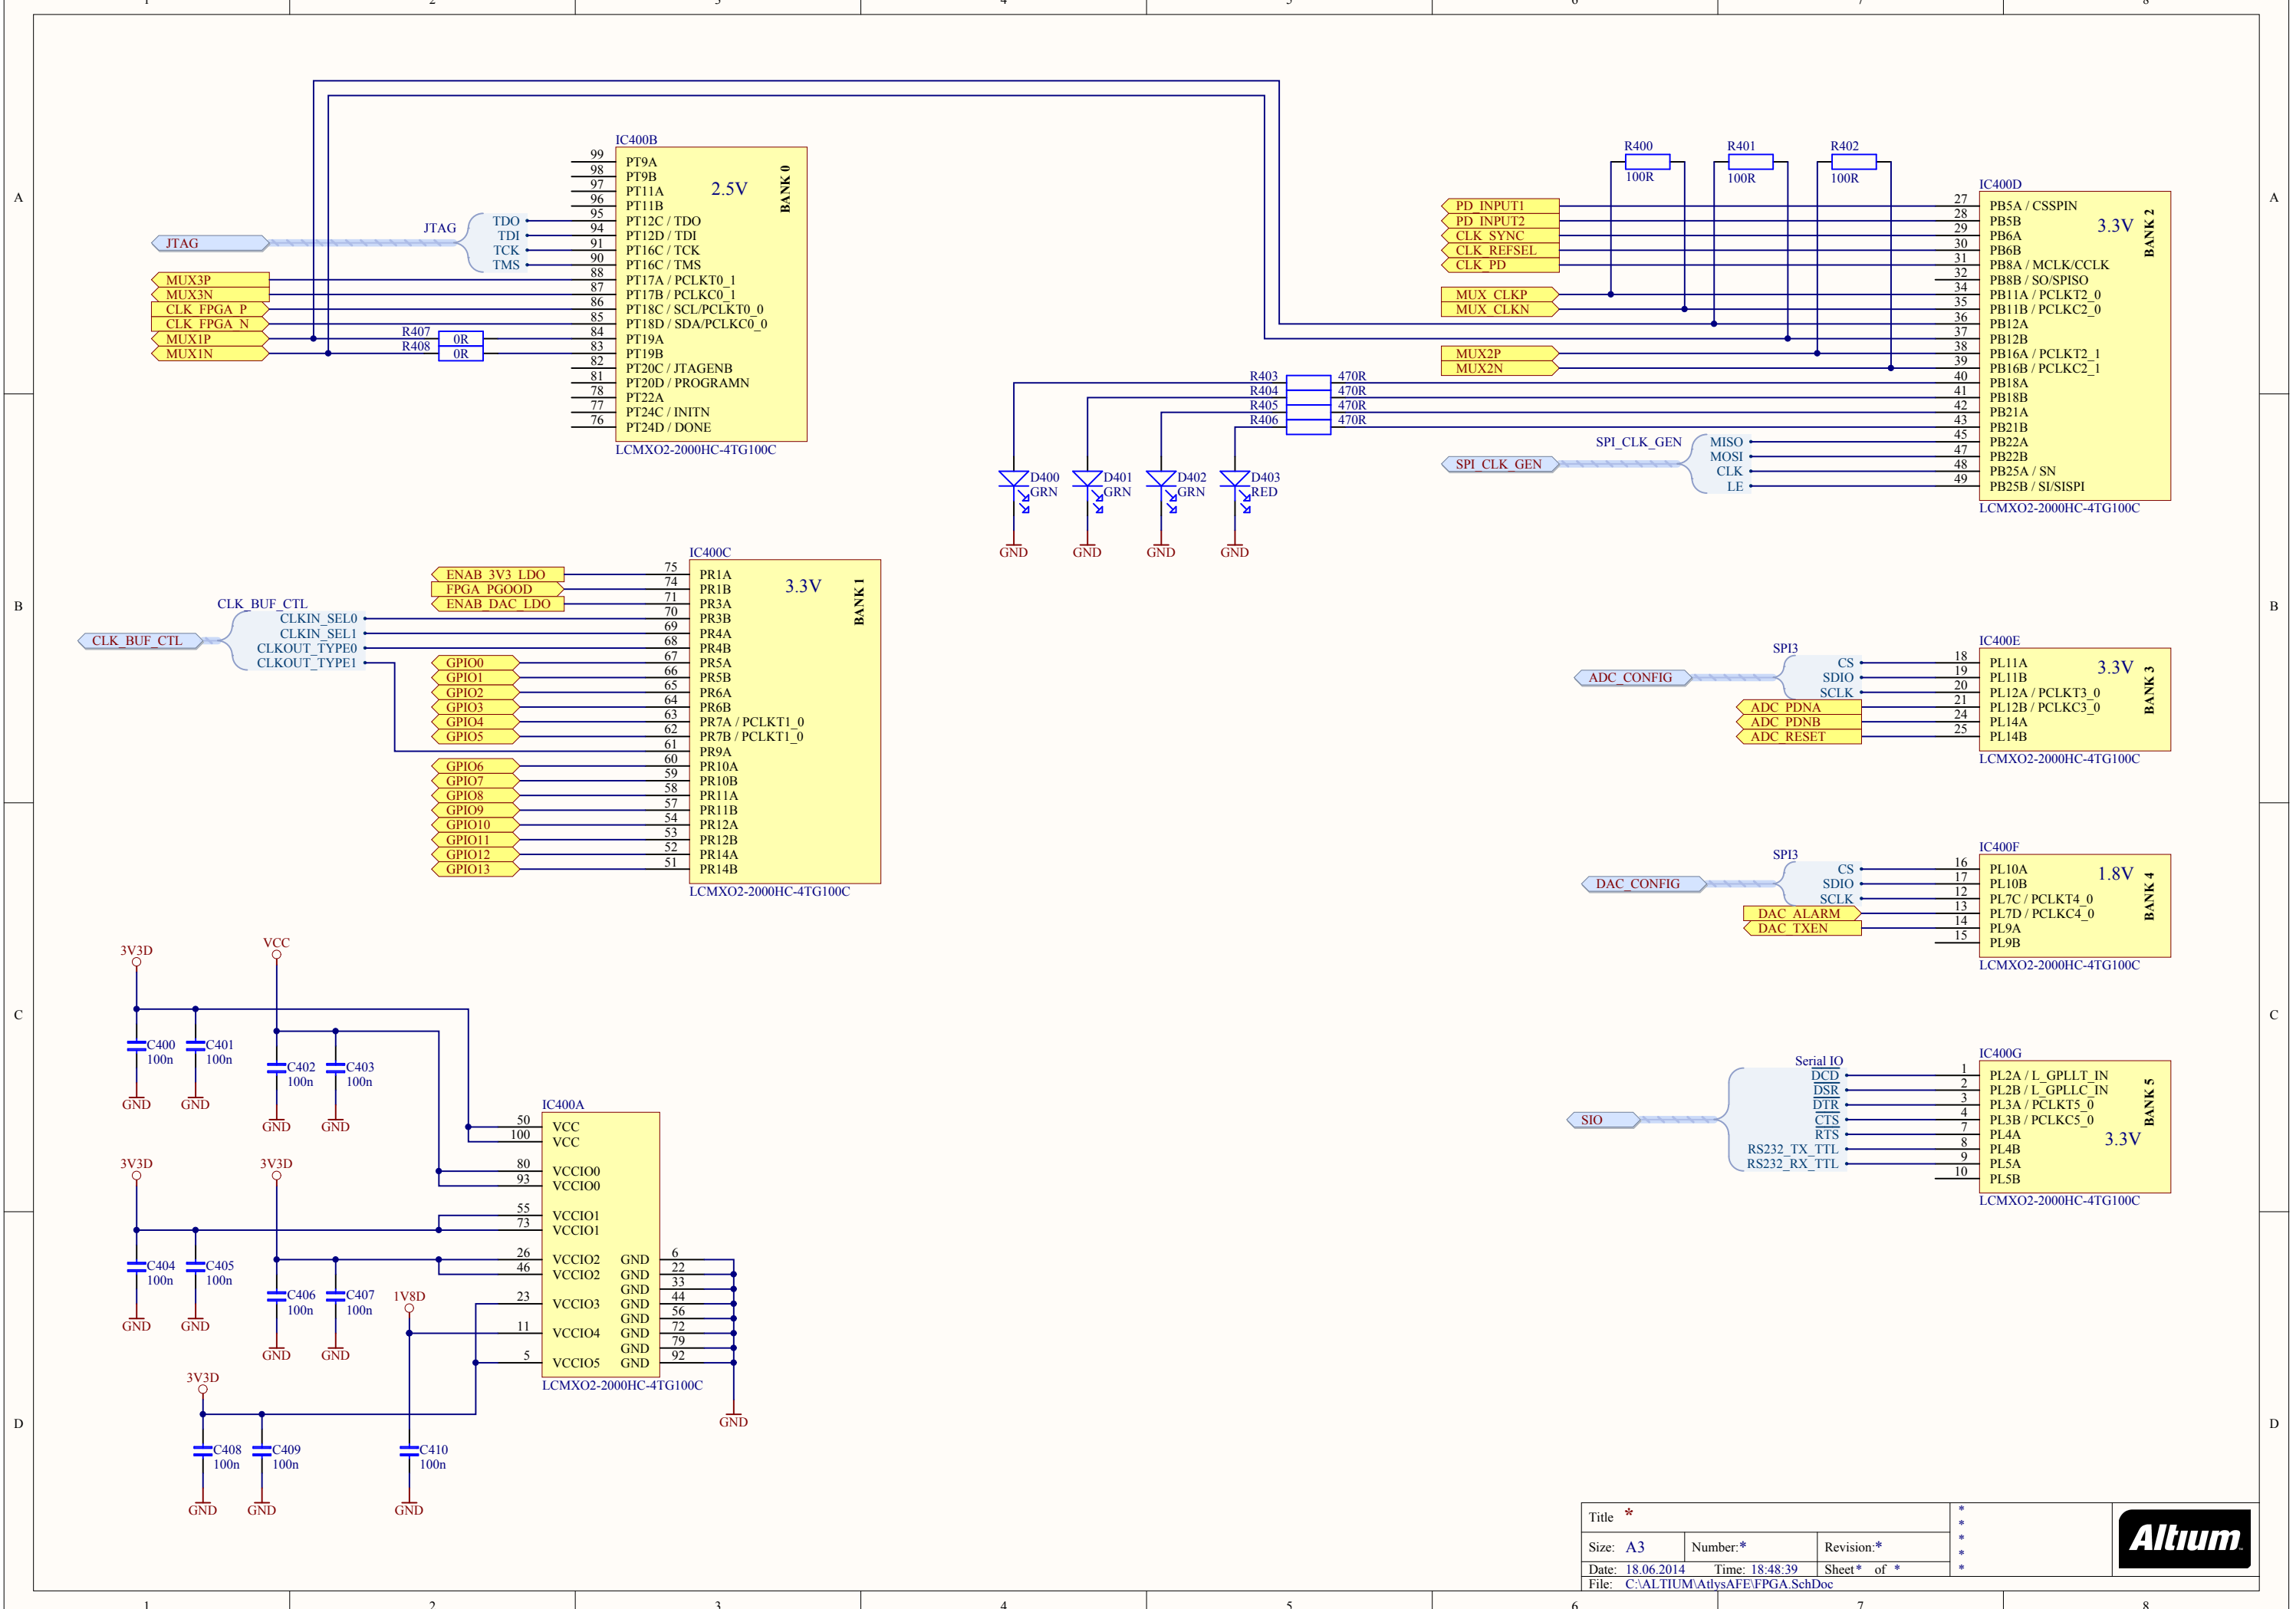 1 2 3 4 5 6 7 8
A
A
B
B
C
C
D
D
IC400B
BANK 0
2.5V
99 PT9A
98 PT9B
97 PT11A
96 PT11B
TDO 95 PT12C / TDO
TDI 94 PT12D / TDI
TCK 91 PT16C / TCK
TMS 90 PT16C / TMS
JTAG
JTAG
MUX3P 88 PT17A / PCLKT0_1
MUX3N 87 PT17B / PCLKC0_1
CLK_FPGA_P 86 PT18C / SCL/PCLKT0_0
CLK_FPGA_N 85 PT18D / SDA/PCLKC0_0
MUX1P R407 0R 84 PT19A
MUX1N R408 0R 83 PT19B
82 PT20C / JTAGENB
81 PT20D / PROGRAMN
78 PT22A
77 PT24C / INITN
76 PT24D / DONE
LCMXO2-2000HC-4TG100C
R400 100R
R401 100R
R402 100R
IC400D
BANK 2
3.3V
PD_INPUT1 27 PB5A / CSSPIN
PD_INPUT2 28 PB5B
CLK_SYNC 29 PB6A
CLK_REFSEL 30 PB6B
CLK_PD 31 PB8A / MCLK/CCLK
32 PB8B / SO/SPISO
MUX_CLKP 34 PB11A / PCLKT2_0
MUX_CLKN 35 PB11B / PCLKC2_0
36 PB12A
37 PB12B
MUX2P 38 PB16A / PCLKT2_1
MUX2N 39 PB16B / PCLKC2_1
R403 470R 40 PB18A
R404 470R 41 PB18B
R405 470R 42 PB21A
R406 470R 43 PB21B
SPI_CLK_GEN
SPI_CLK_GEN
MISO 45 PB22A
MOSI 47 PB22B
CLK 48 PB25A / SN
LE 49 PB25B / SI/SISPI
LCMXO2-2000HC-4TG100C
D400 GRN
D401 GRN
D402 GRN
D403 RED
GND GND GND GND
IC400C
BANK 1
3.3V
ENAB_3V3_LDO 75 PR1A
FPGA_PGOOD 74 PR1B
ENAB_DAC_LDO 71 PR3A
CLK_BUF_CTL
CLK_BUF_CTL
CLKIN_SEL0 70 PR3B
CLKIN_SEL1 69 PR4A
CLKOUT_TYPE0 68 PR4B
CLKOUT_TYPE1
GPIO0 67 PR5A
GPIO1 66 PR5B
GPIO2 65 PR6A
GPIO3 64 PR6B
GPIO4 63 PR7A / PCLKT1_0
GPIO5 62 PR7B / PCLKT1_0
61 PR9A
GPIO6 60 PR10A
GPIO7 59 PR10B
GPIO8 58 PR11A
GPIO9 57 PR11B
GPIO10 54 PR12A
GPIO11 53 PR12B
GPIO12 52 PR14A
GPIO13 51 PR14B
LCMXO2-2000HC-4TG100C
IC400E
BANK 3
3.3V
SPI3
ADC_CONFIG
CS 18 PL11A
SDIO 19 PL11B
SCLK 20 PL12A / PCLKT3_0
ADC_PDNA 21 PL12B / PCLKC3_0
ADC_PDNB 24 PL14A
ADC_RESET 25 PL14B
LCMXO2-2000HC-4TG100C
IC400F
BANK 4
1.8V
SPI3
DAC_CONFIG
CS 16 PL10A
SDIO 17 PL10B
SCLK 12 PL7C / PCLKT4_0
DAC_ALARM 13 PL7D / PCLKC4_0
DAC_TXEN 14 PL9A
15 PL9B
LCMXO2-2000HC-4TG100C
IC400G
BANK 5
3.3V
Serial IO
SIO
DCD 1 PL2A / L_GPLLT_IN
DSR 2 PL2B / L_GPLLC_IN
DTR 3 PL3A / PCLKT5_0
CTS 4 PL3B / PCLKC5_0
RTS 7 PL4A
RS232_TX_TTL 8 PL4B
RS232_RX_TTL 9 PL5A
10 PL5B
LCMXO2-2000HC-4TG100C
3V3D
VCC
C400 100n
C401 100n
C402 100n
C403 100n
GND GND GND GND
3V3D 3V3D
C404 100n
C405 100n
C406 100n
C407 100n
GND GND GND GND
1V8D
3V3D
C408 100n
C409 100n
C410 100n
GND GND GND
IC400A
50 VCC
100 VCC
80 VCCIO0
93 VCCIO0
55 VCCIO1
73 VCCIO1
26 VCCIO2 GND 6
46 VCCIO2 GND 22
GND 33
23 VCCIO3 GND 44
GND 56
11 VCCIO4 GND 72
GND 79
5 VCCIO5 GND 92
LCMXO2-2000HC-4TG100C
GND
Title *
Size: A3 Number:* Revision:*
Date: 18.06.2014 Time: 18:48:39 Sheet * of *
File: C:\ALTIUM\AtlysAFE\FPGA.SchDoc
*
*
*
*
*
Altium
1 2 3 4 5 6 7 8